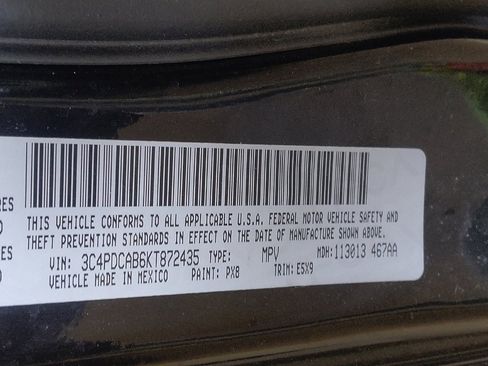 THIS VEHICLE CONFORMS TO ALL APPLICABLE U.S.A. FEDERAL MOTOR VEHICLE SAFETY AND
THEFT PREVENTION STANDARDS IN EFFECT ON THE DATE OF MANUFACTURE SHOWN ABOVE.
VIN: 3C4PDCAB6KT872435 TYPE: MPV MDH:113013 467AA
VEHICLE MADE IN MEXICO PAINT: PX8 TRIM: E5X9